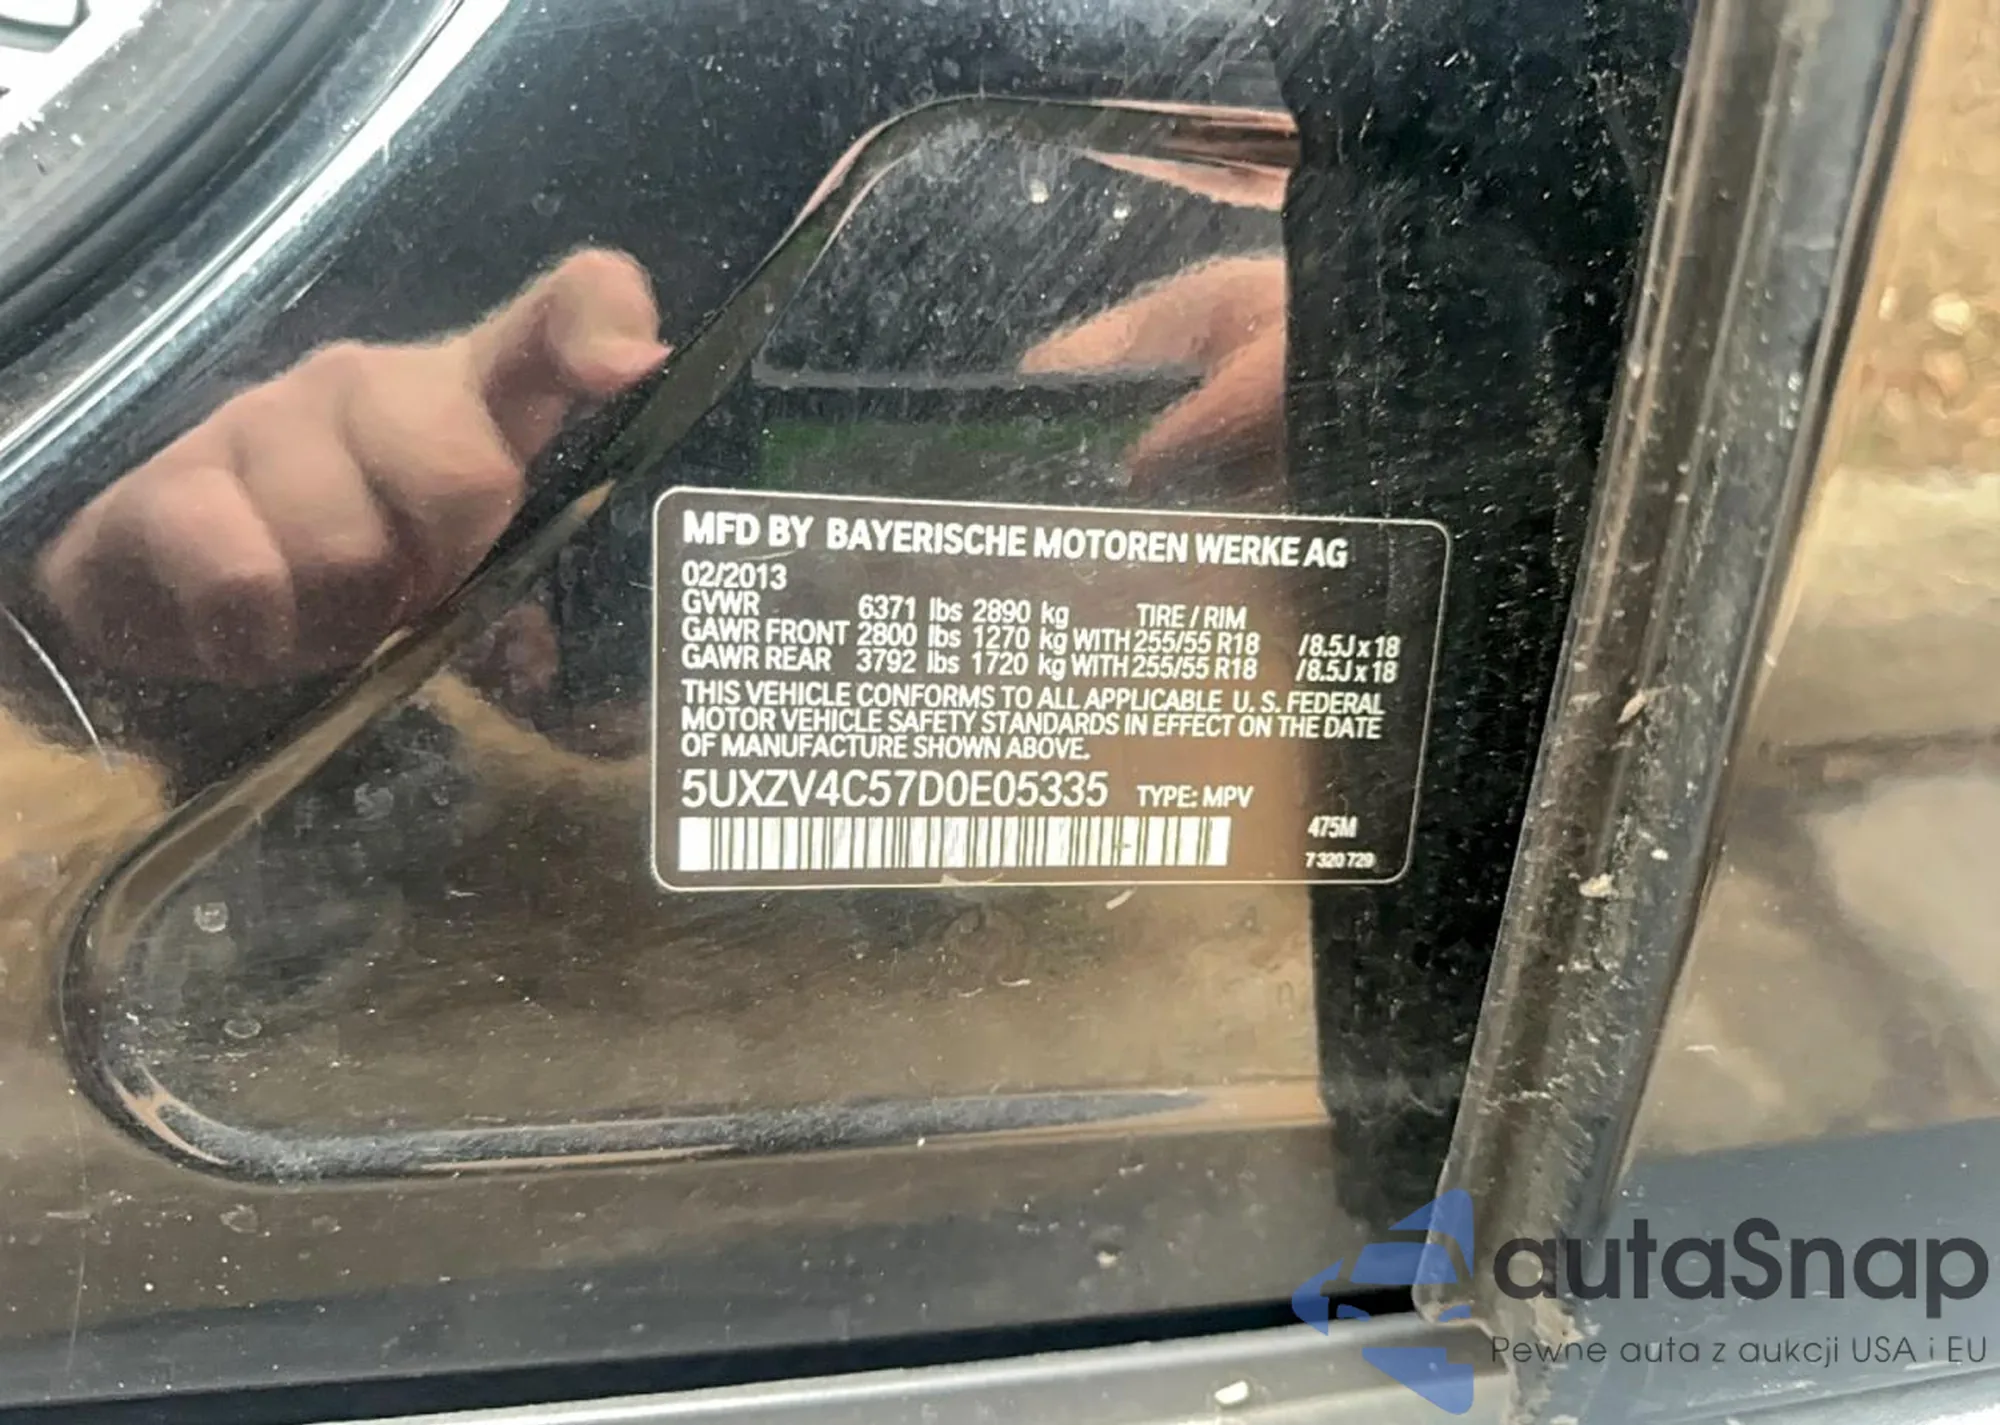 MFD BY BAYERISCHE MOTOREN WERKE AG
02/2013
GVWR 6371 lbs 2890 kg TIRE / RIM
GAWR FRONT 2800 lbs 1270 kg WITH 255/55 R18 /8.5J x 18
GAWR REAR 3792 lbs 1720 kg WITH 255/55 R18 /8.5J x 18
THIS VEHICLE CONFORMS TO ALL APPLICABLE U. S. FEDERAL
MOTOR VEHICLE SAFETY STANDARDS IN EFFECT ON THE DATE
OF MANUFACTURE SHOWN ABOVE.
5UXZV4C57D0E05335 TYPE: MPV
475M
7 320 729
autaSnap
Pewne auta z aukcji USA i EU